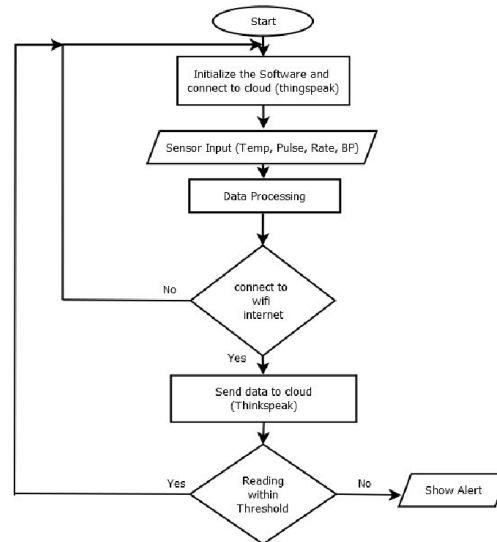 Start
Initialize the Software and
connect to cloud (thingspeak)
Sensor Input (Temp, Pulse, Rate, BP)
Data Processing
No
connect to
wifi
internet
Yes
Send data to cloud
(Thinkspeak)
Yes
Reading
within
Threshold
No
Show Alert